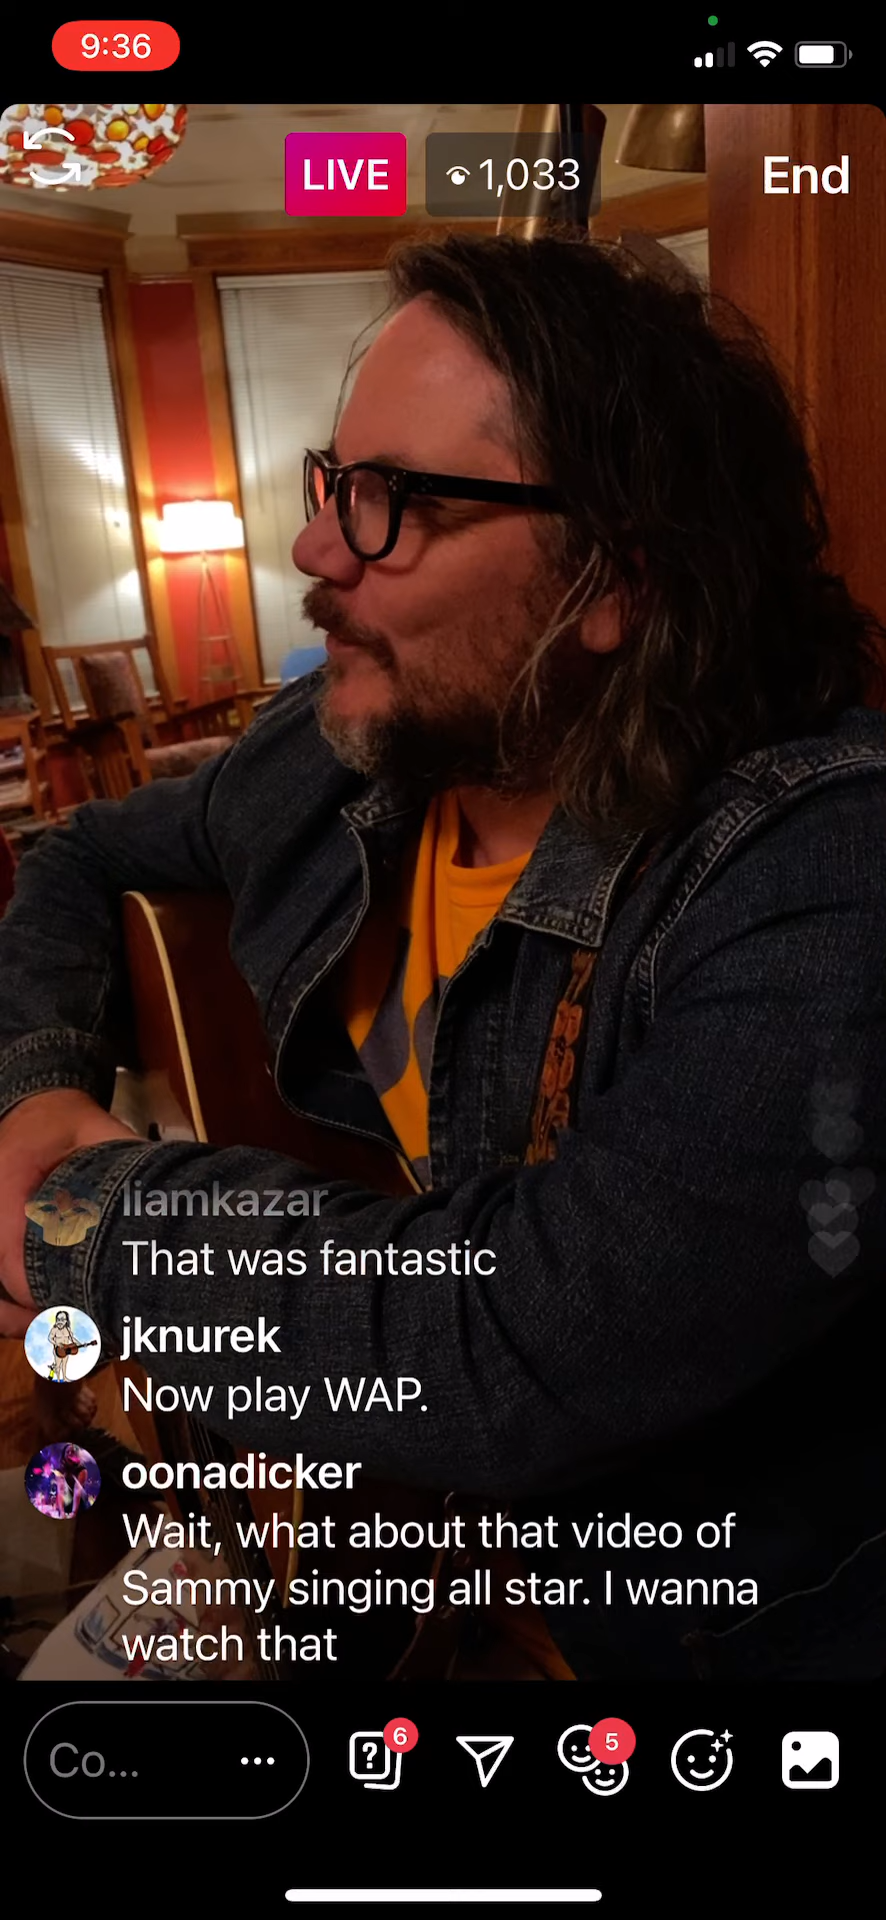 9:36
LIVE
1,033
End
liamkazar
That was fantastic
jknurek
Now play WAP.
oonadicker
Wait, what about that video of
Sammy singing all star. I wanna
watch that
Co...
?
6
5